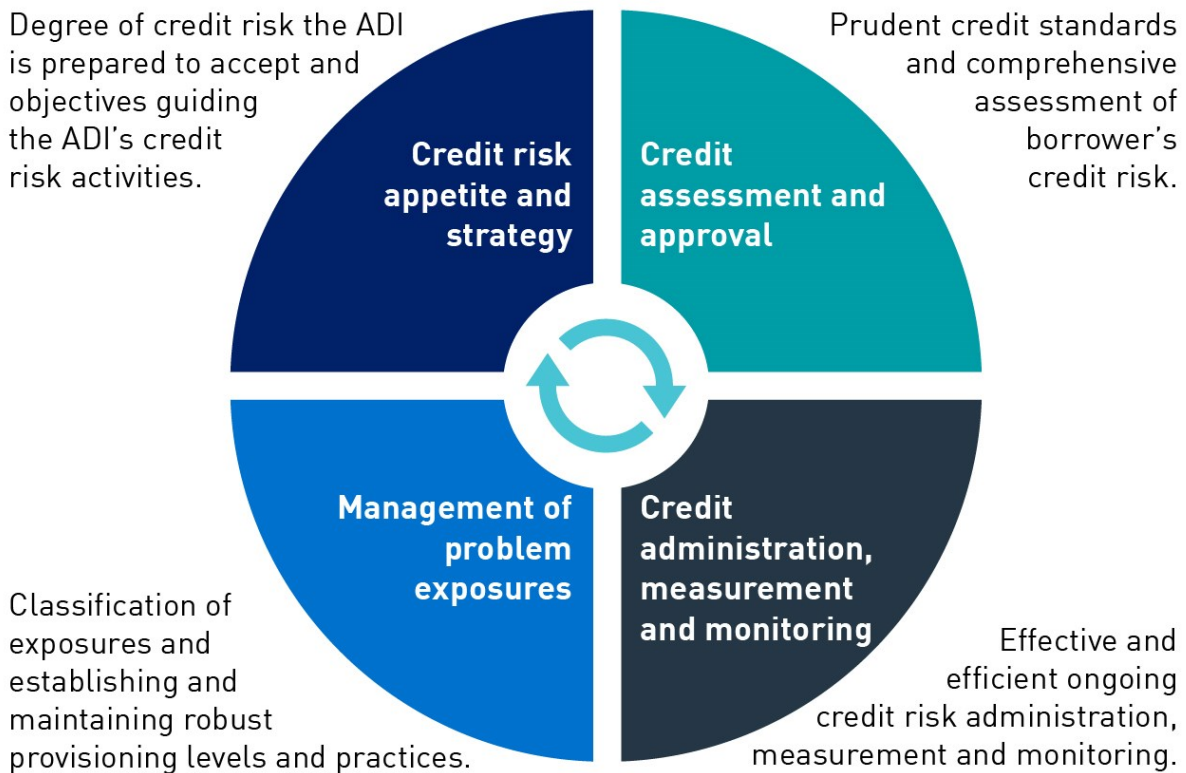 Degree of credit risk the ADI
is prepared to accept and
objectives guiding
the ADI’s credit
risk activities.
Credit risk
appetite and
strategy
Prudent credit standards
and comprehensive
assessment of
borrower’s
credit risk.
Credit
assessment and
approval
Management of
problem
exposures
Classification of
exposures and
establishing and
maintaining robust
provisioning levels and practices.
Credit
administration,
measurement
and monitoring
Effective and
efficient ongoing
credit risk administration,
measurement and monitoring.